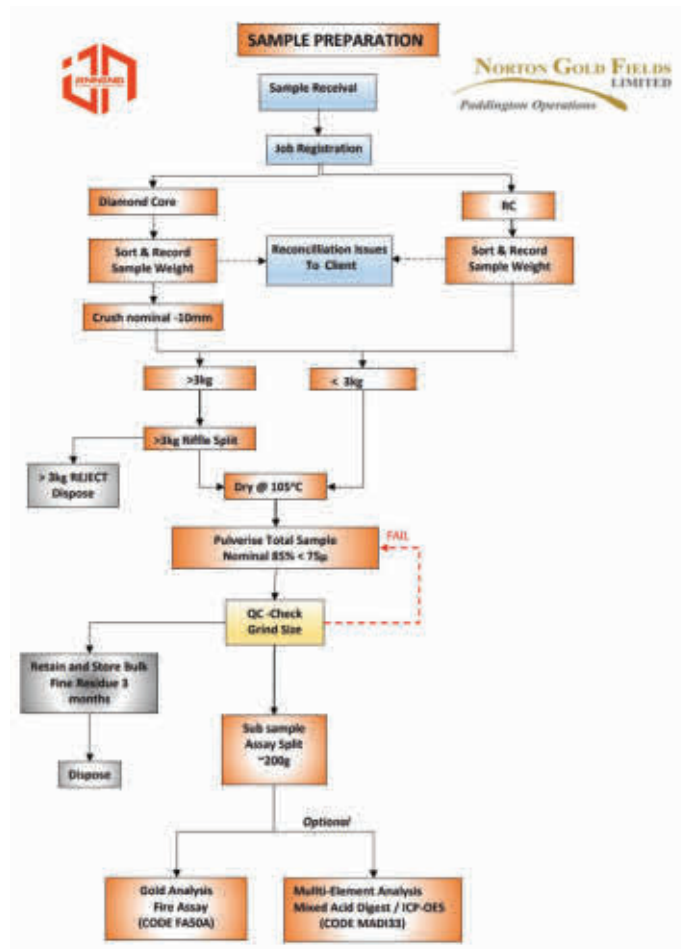 SAMPLE PREPARATION
JINNING
NORTON GOLD FIELDS
LIMITED
Paddington Operations
Sample Receival
Job Registration
Diamond Core
RC
Sort & Record
Sample Weight
Reconcilliation Issues
To Client
Sort & Record
Sample Weight
Crush nominal -10mm
>3kg
< 3kg
>3kg Riffle Split
> 3kg REJECT
Dispose
Dry @ 105°C
Pulverise Total Sample
Nominal 85% < 75µ
FAIL
QC -Check
Grind Size
Retain and Store Bulk
Fine Residue 3
months
Sub sample
Assay Split
~200g
Dispose
Optional
Gold Analysis
Fire Assay
(CODE FA50A)
Mullti-Element Analysis
Mixed Acid Digest / ICP-OES
(CODE MADI33)